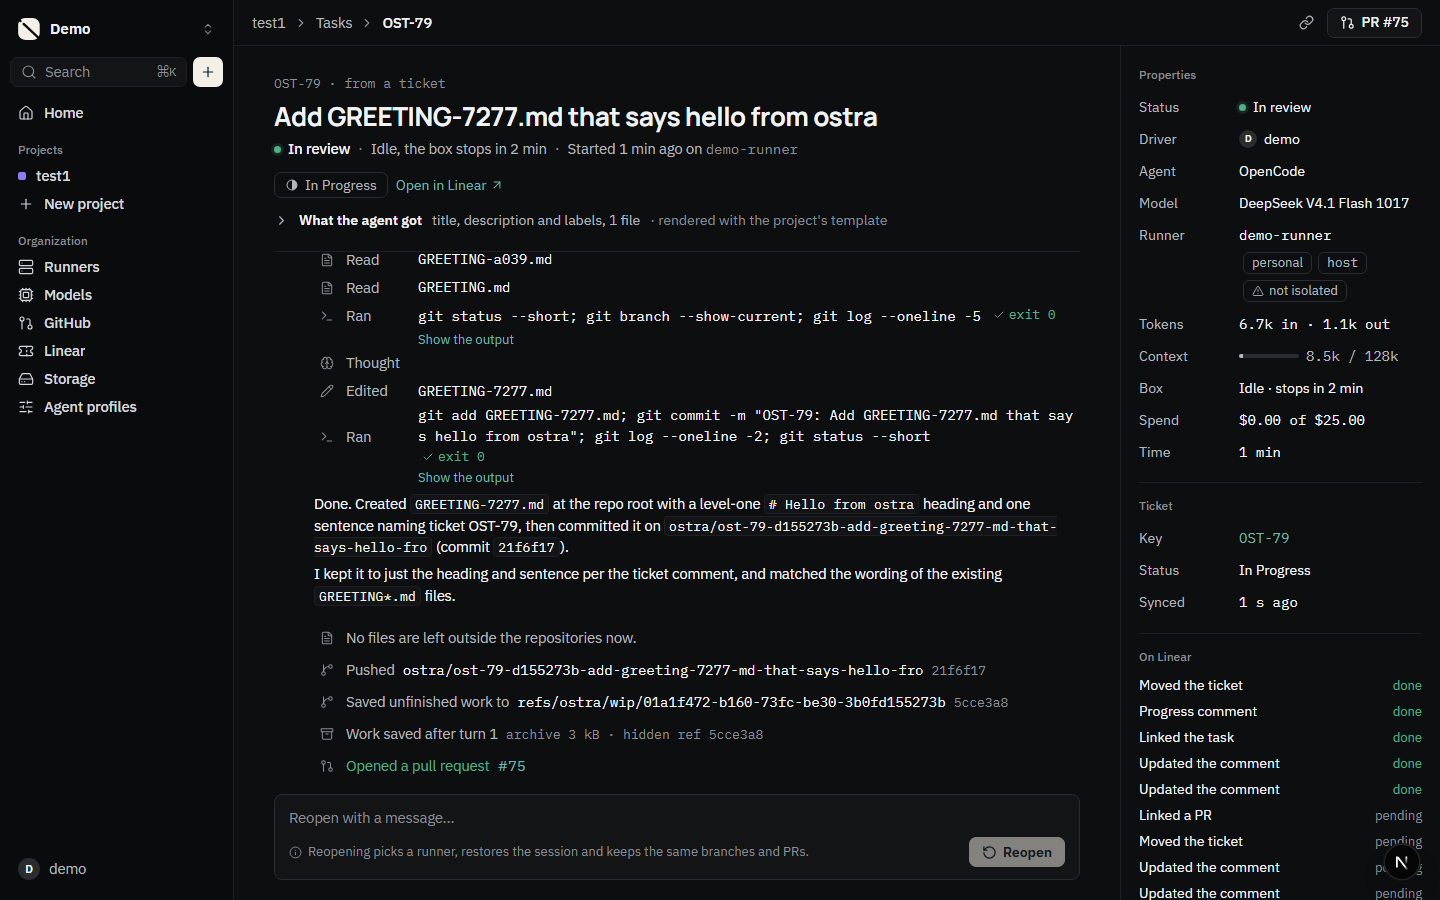 Demo
Search
⌘K
Home
Projects
test1
New project
Organization
Runners
Models
GitHub
Linear
Storage
Agent profiles
D demo
test1 > Tasks > OST-79
PR #75
OST-79 · from a ticket
Add GREETING-7277.md that says hello from ostra
In review · Idle, the box stops in 2 min · Started 1 min ago on demo-runner
In Progress
Open in Linear
What the agent got title, description and labels, 1 file · rendered with the project's template
Read GREETING-a039.md
Read GREETING.md
Ran git status --short; git branch --show-current; git log --oneline -5 exit 0
Show the output
Thought
Edited GREETING-7277.md
Ran git add GREETING-7277.md; git commit -m "OST-79: Add GREETING-7277.md that say
s hello from ostra"; git log --oneline -2; git status --short
exit 0
Show the output
Done. Created GREETING-7277.md at the repo root with a level-one # Hello from ostra heading and one
sentence naming ticket OST-79, then committed it on ostra/ost-79-d155273b-add-greeting-7277-md-that-
says-hello-fro (commit 21f6f17 ).
I kept it to just the heading and sentence per the ticket comment, and matched the wording of the existing
GREETING*.md files.
No files are left outside the repositories now.
Pushed ostra/ost-79-d155273b-add-greeting-7277-md-that-says-hello-fro 21f6f17
Saved unfinished work to refs/ostra/wip/01a1f472-b160-73fc-be30-3b0fd155273b 5cce3a8
Work saved after turn 1 archive 3 kB · hidden ref 5cce3a8
Opened a pull request #75
Reopen with a message...
Reopening picks a runner, restores the session and keeps the same branches and PRs.
Reopen
Properties
Status In review
Driver D demo
Agent OpenCode
Model DeepSeek V4.1 Flash 1017
Runner demo-runner
personal host
not isolated
Tokens 6.7k in · 1.1k out
Context 8.5k / 128k
Box Idle · stops in 2 min
Spend $0.00 of $25.00
Time 1 min
Ticket
Key OST-79
Status In Progress
Synced 1 s ago
On Linear
Moved the ticket done
Progress comment done
Linked the task done
Updated the comment done
Updated the comment done
Linked a PR pending
Moved the ticket pending
Updated the comment
Updated the comment pending
N